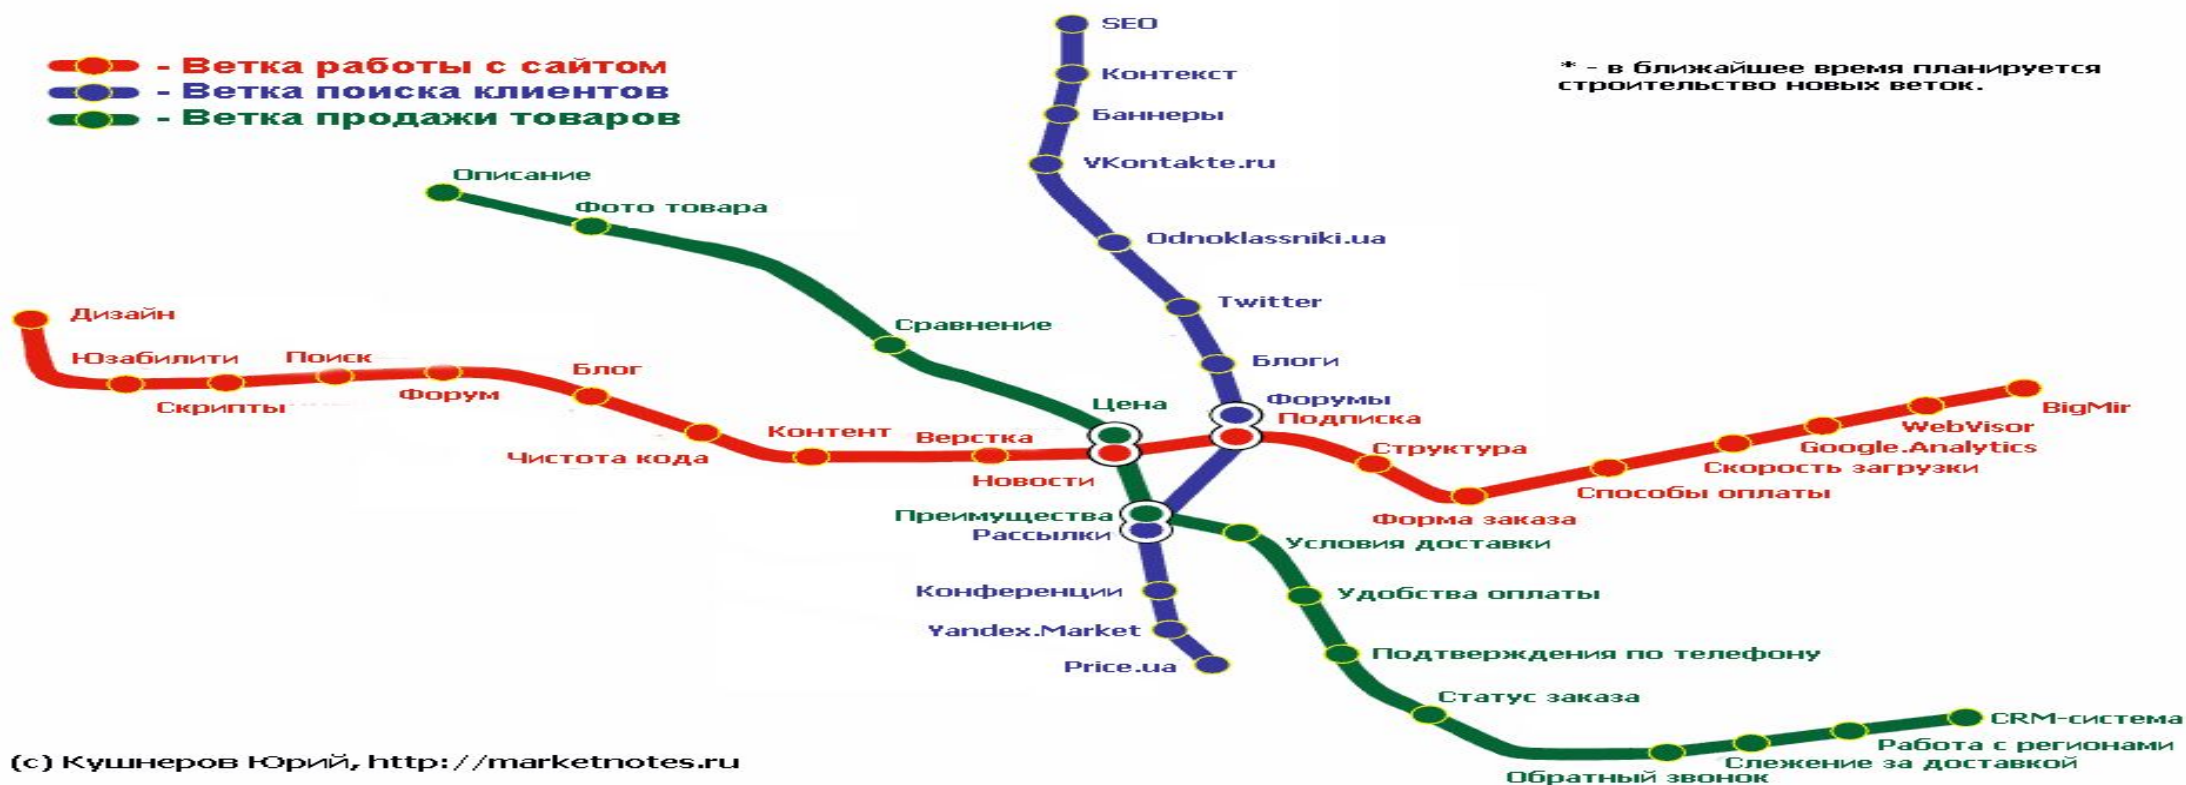 - Ветка работы с сайтом
- Ветка поиска клиентов
- Ветка продажи товаров
* - в ближайшее время планируется
строительство новых веток.
SEO
Контекст
Баннеры
VKontakte.ru
Odnoklassniki.ua
Twitter
Блоги
Форумы
Подписка
Описание
Фото товара
Сравнение
Цена
Дизайн
Юзабилити
Скрипты
Поиск
Форум
Блог
Чистота кода
Контент
Верстка
Новости
Структура
Форма заказа
Способы оплаты
Скорость загрузки
Google.Analytics
WebVisor
BigMir
Преимущества
Рассылки
Конференции
Yandex.Market
Price.ua
Условия доставки
Удобства оплаты
Подтверждения по телефону
Статус заказа
Обратный звонок
Слежение за доставкой
Работа с регионами
CRM-система
(c) Кушнеров Юрий, http://marketnotes.ru